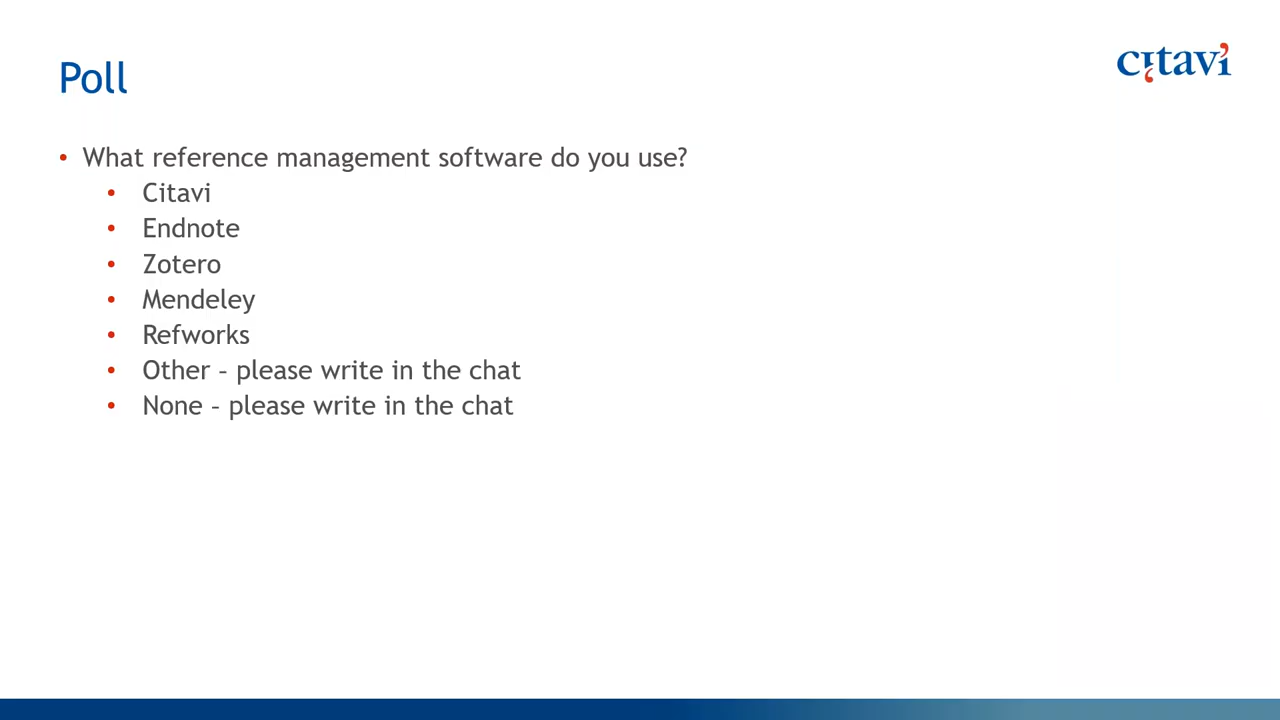 Poll
citavi
• What reference management software do you use?
• Citavi
• Endnote
• Zotero
• Mendeley
• Refworks
• Other – please write in the chat
• None – please write in the chat